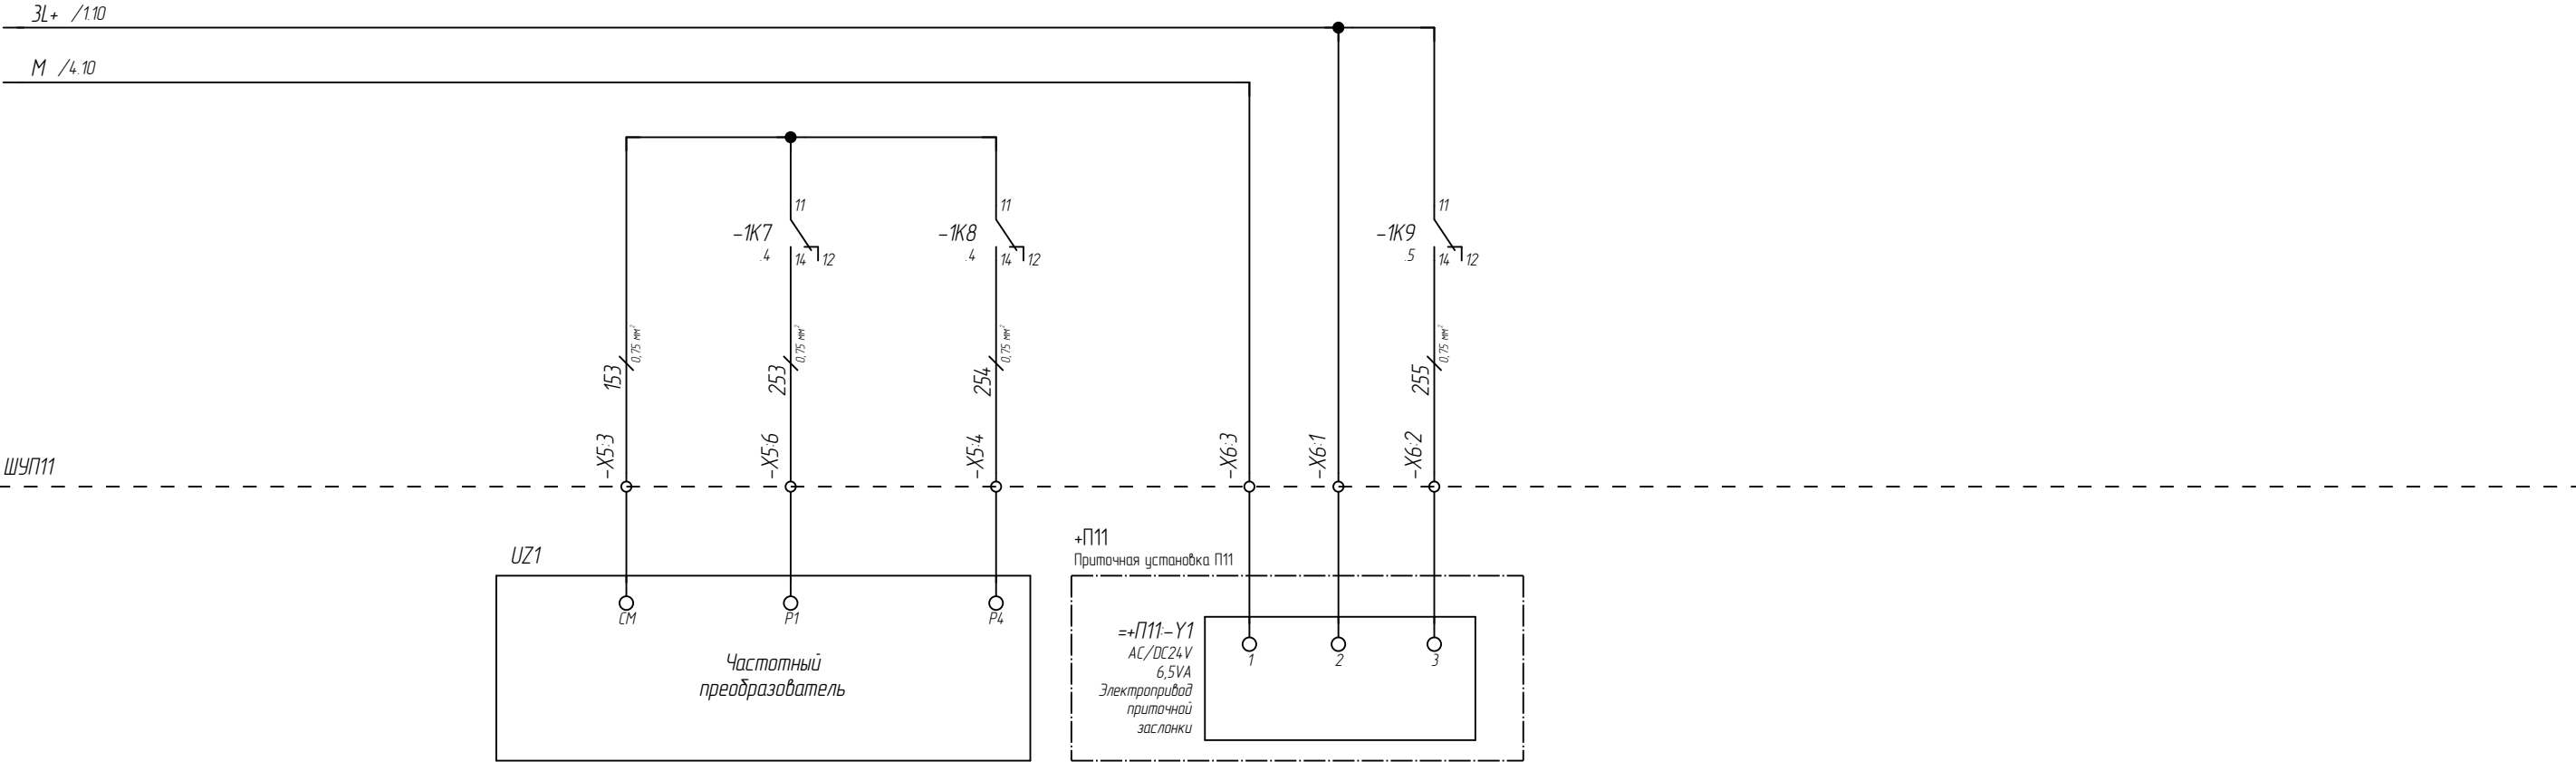 3L+ /1.10
M /4.10
11
-1К7
.4
14
12
11
-1К8
.4
14
12
11
-1К9
.5
14
12
153
0,75 мм²
253
0,75 мм²
254
0,75 мм²
255
0,75 мм²
-X5:3
-X5:6
-X5:4
-X6:3
-X6:1
-X6:2
ШУП11
UZ1
CM
P1
P4
Частотный
преобразователь
+П11
Приточная установка П11
=+П11:-Y1
AC/DC24V
6,5VA
Электропривод
приточной
заслонки
1
2
3